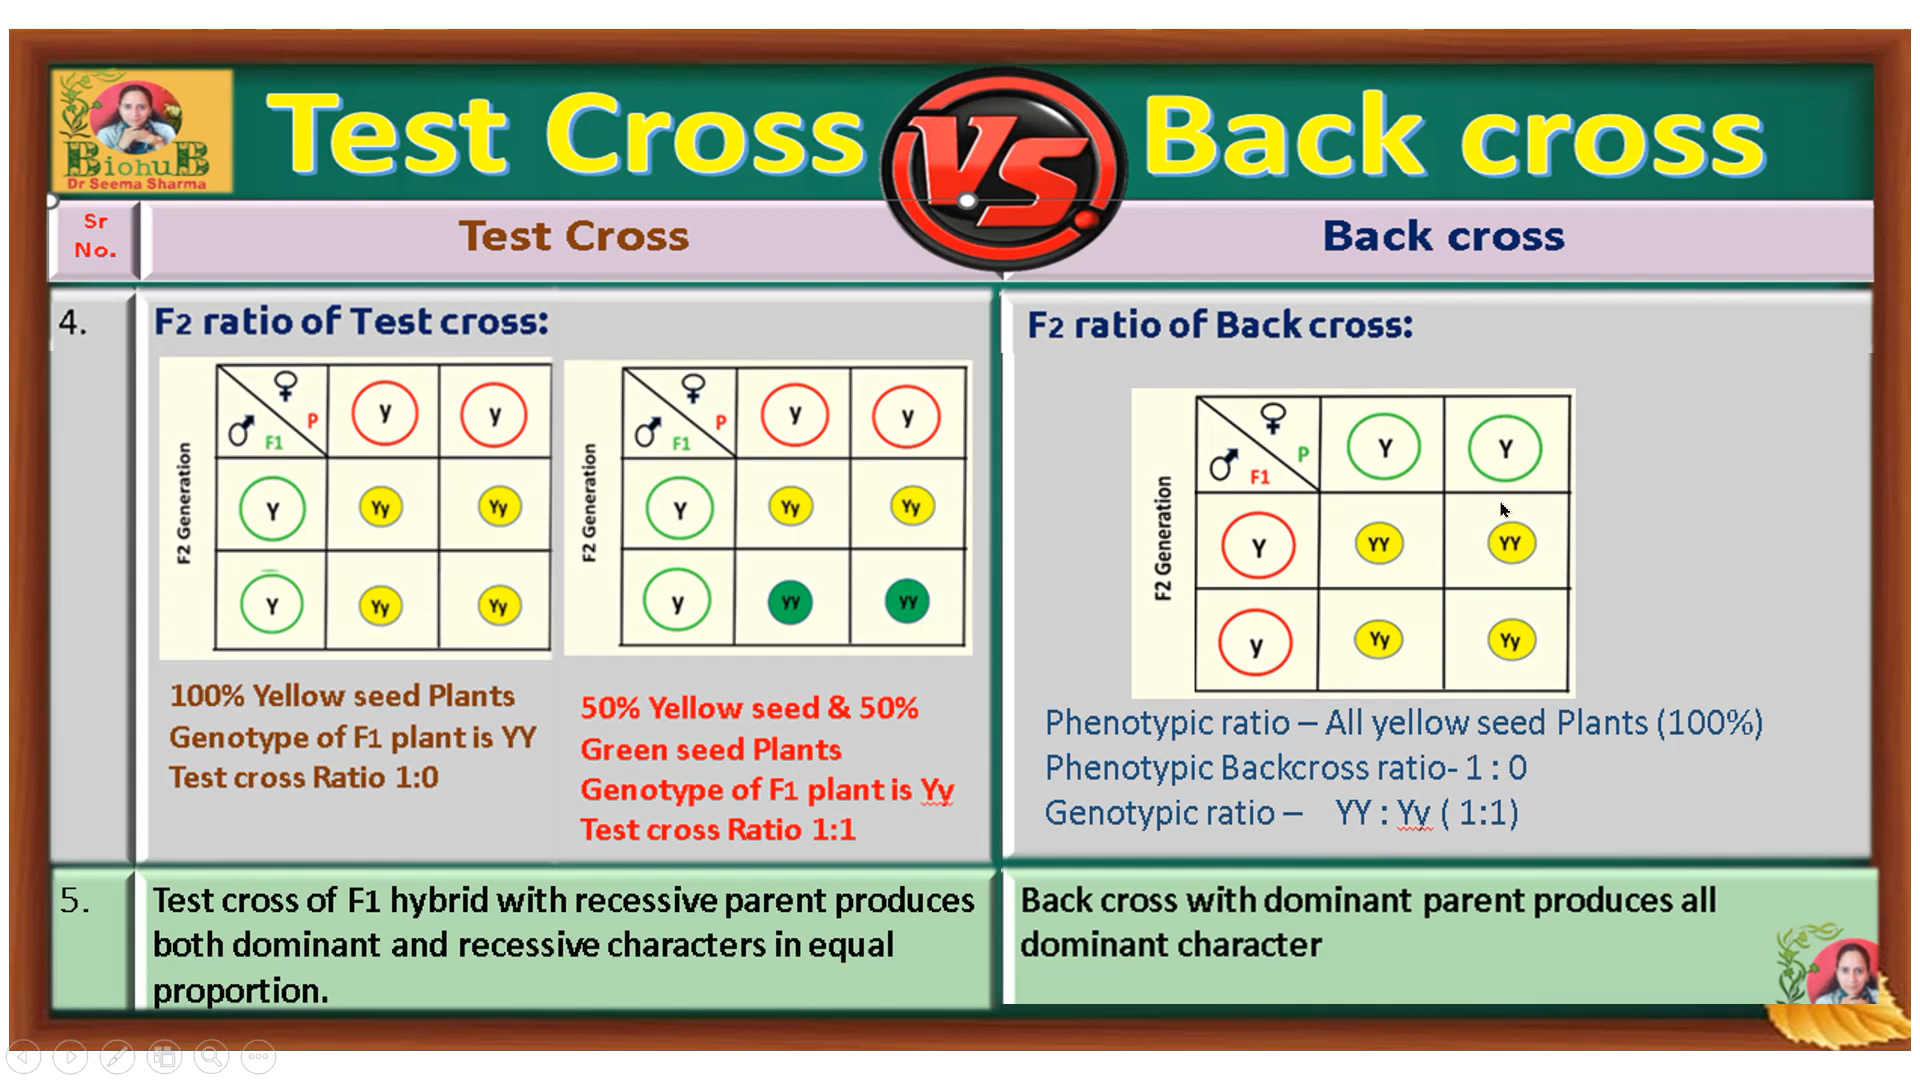 BiohuB
Dr Seema Sharma
Test Cross
VS
Back cross
Sr
No.
Test Cross
Back cross
4.
F2 ratio of Test cross:
F2 Generation
P
F1
y
y
Y
Yy
Yy
Y
Yy
Yy
100% Yellow seed Plants
Genotype of F1 plant is YY
Test cross Ratio 1:0
F2 Generation
P
F1
y
y
Y
Yy
Yy
y
yy
yy
50% Yellow seed & 50%
Green seed Plants
Genotype of F1 plant is Yy
Test cross Ratio 1:1
F2 ratio of Back cross:
F2 Generation
P
F1
Y
Y
Y
YY
YY
y
Yy
Yy
Phenotypic ratio – All yellow seed Plants (100%)
Phenotypic Backcross ratio- 1 : 0
Genotypic ratio – YY : Yy ( 1:1)
5.
Test cross of F1 hybrid with recessive parent produces
both dominant and recessive characters in equal
proportion.
Back cross with dominant parent produces all
dominant character